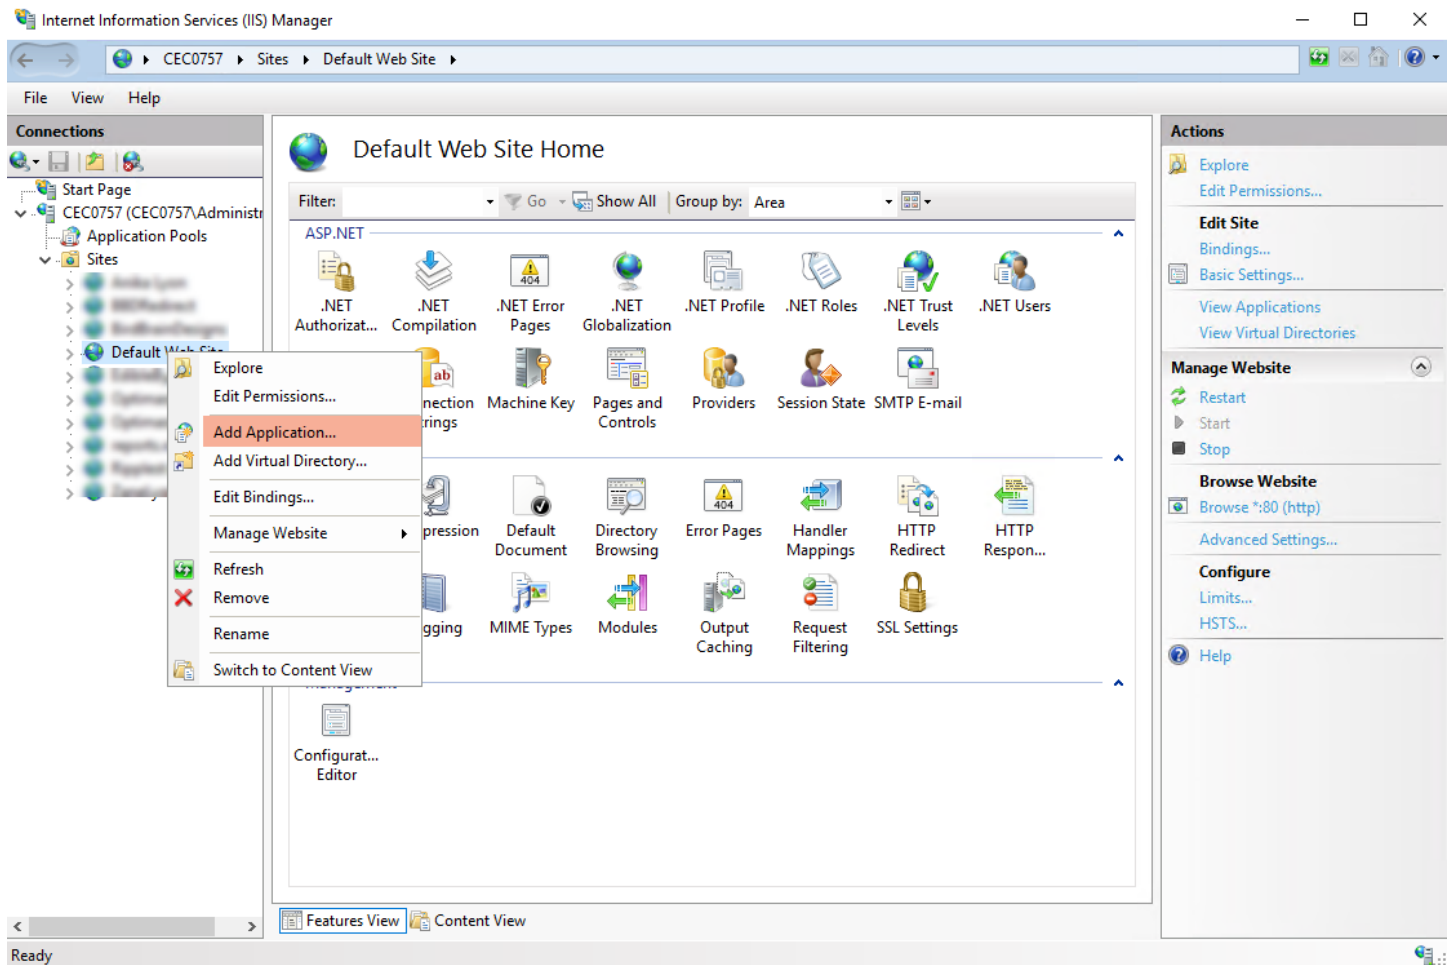 Internet Information Services (IIS) Manager
CEC0757 Sites Default Web Site
File View Help
Connections
Start Page
CEC0757 (CEC0757\Administr
Application Pools
Sites
Default Web Site
Explore
Edit Permissions...
Add Application...
Add Virtual Directory...
Edit Bindings...
Manage Website
Refresh
Remove
Rename
Switch to Content View
Default Web Site Home
Filter: Go Show All Group by: Area
ASP.NET
.NET Authorizat...
.NET Compilation
.NET Error Pages
.NET Globalization
.NET Profile
.NET Roles
.NET Trust Levels
.NET Users
nection
rings
Machine Key
Pages and Controls
Providers
Session State
SMTP E-mail
pression
Default Document
Directory Browsing
Error Pages
Handler Mappings
HTTP Redirect
HTTP Respon...
gging
MIME Types
Modules
Output Caching
Request Filtering
SSL Settings
Management
Configurat... Editor
Features View Content View
Actions
Explore
Edit Permissions...
Edit Site
Bindings...
Basic Settings...
View Applications
View Virtual Directories
Manage Website
Restart
Start
Stop
Browse Website
Browse *:80 (http)
Advanced Settings...
Configure
Limits...
HSTS...
Help
Ready